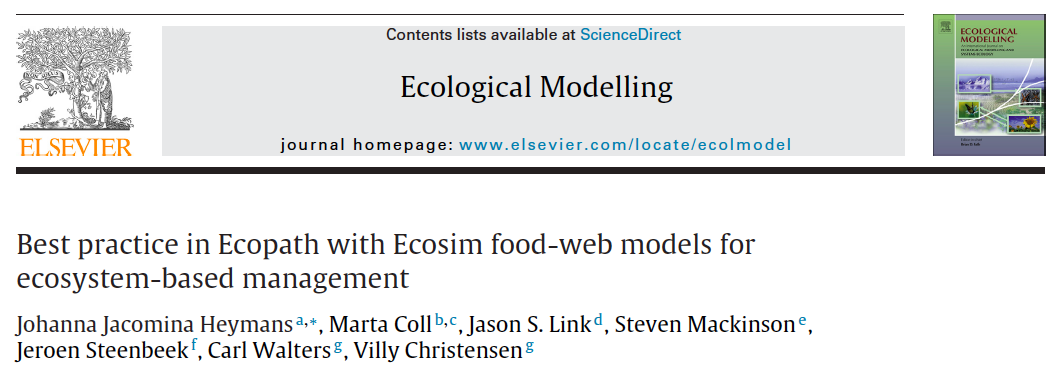 Contents lists available at ScienceDirect
Ecological Modelling
journal homepage: www.elsevier.com/locate/ecolmodel
ELSEVIER
ECOLOGICAL
MODELLING
Best practice in Ecopath with Ecosim food-web models for
ecosystem-based management
Johanna Jacomina Heymans a,*, Marta Coll b,c, Jason S. Link d, Steven Mackinson e,
Jeroen Steenbeek f, Carl Walters g, Villy Christensen g